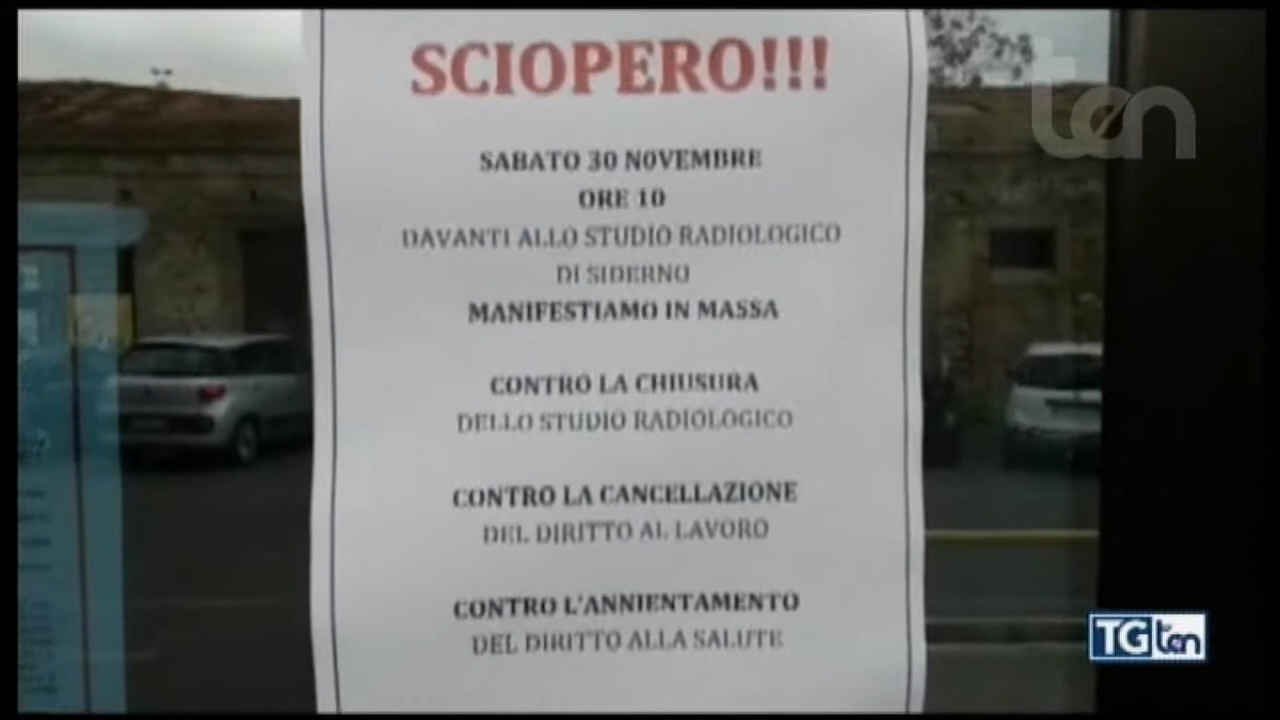 SCIOPERO!!!
ten
SABATO 30 NOVEMBRE
ORE 10
DAVANTI ALLO STUDIO RADIOLOGICO
DI SIDERNO
MANIFESTIAMO IN MASSA
CONTRO LA CHIUSURA
DELLO STUDIO RADIOLOGICO
CONTRO LA CANCELLAZIONE
DEL DIRITTO AL LAVORO
CONTRO L'ANNIENTAMENTO
DEL DIRITTO ALLA SALUTE
TG ten